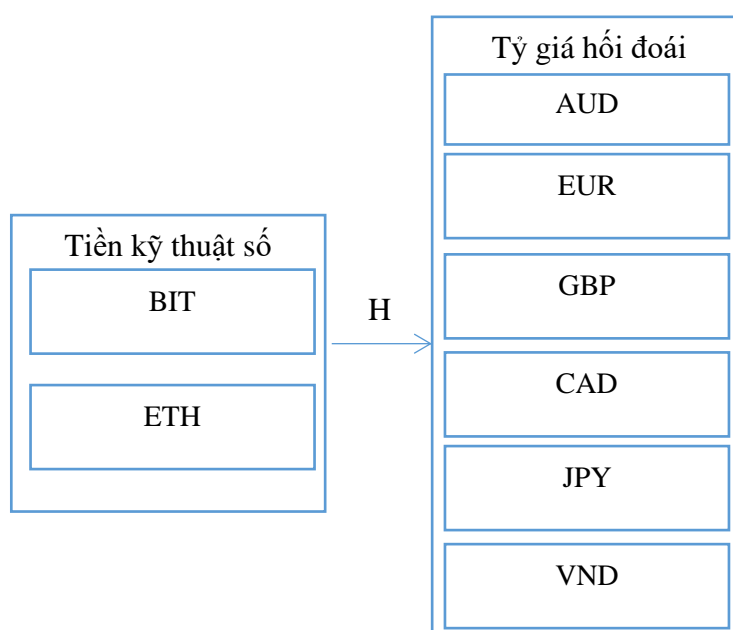 Tiền kỹ thuật số
BIT
ETH
H
Tỷ giá hối đoái
AUD
EUR
GBP
CAD
JPY
VND